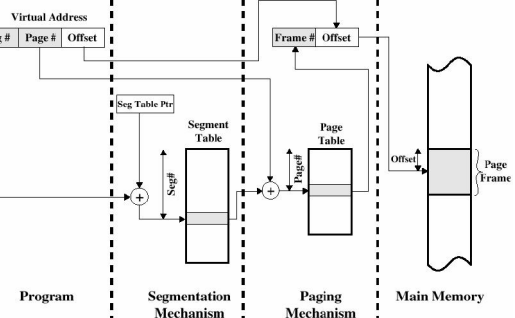 Virtual Address
g # Page # Offset
Frame # Offset
Seg Table Ptr
Segment
Table
Page
Table
Seg#
Page#
Offset
Page
Frame
+
+
Program
Segmentation
Mechanism
Paging
Mechanism
Main Memory